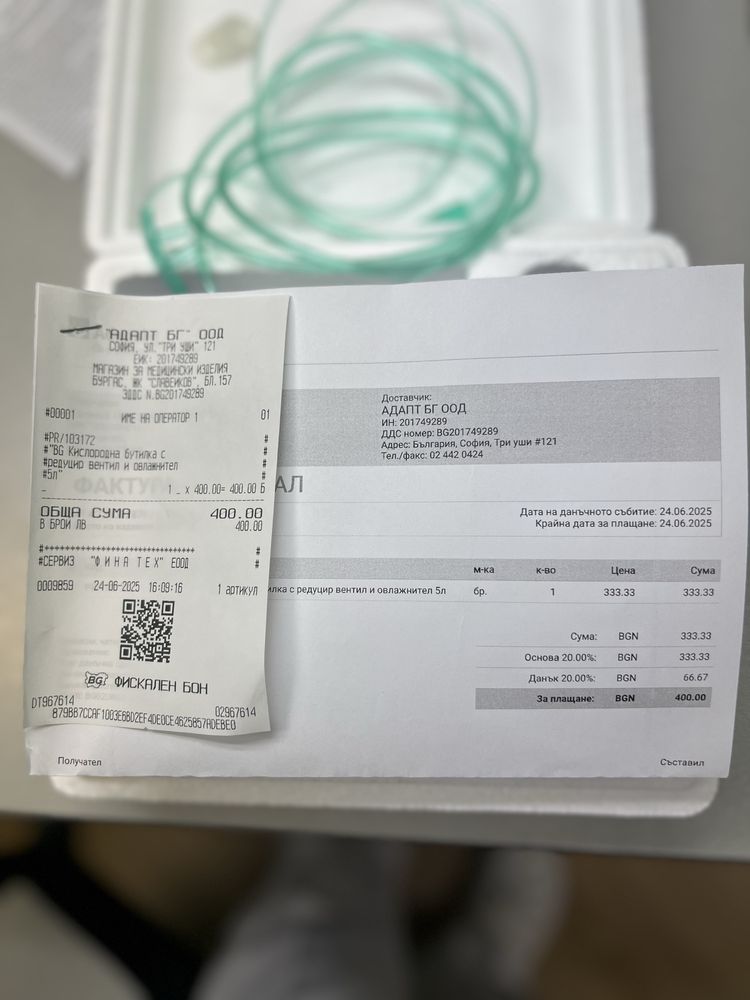 "АДАПТ БГ" ООД
СОФИЯ, УЛ."ТРИ УШИ" 121
ЕИК: 201749289
МАГАЗИН ЗА МЕДИЦИНСКИ ИЗДЕЛИЯ
БУРГАС, ЖК "СЛАВЕЙКОВ", БЛ.157
ЗДДС N.BG201749289
#00001 ИМЕ НА ОПЕРАТОР 1 01
#PR/103172 #
#"BG Кислородна бутилка с #
#редуцир вентил и овлажнител #
#5л" #
1 _ x 400.00= 400.00 Б
ОБЩА СУМА 400.00
В БРОИ ЛВ 400.00
#СЕРВИЗ "ФИНА ТЕХ" ЕООД #
0009859 24-06-2025 16:09:16 1 артикул
BG ФИСКАЛЕН БОН
DT967614 02967614
Доставчик:
АДАПТ БГ ООД
ИН: 201749289
ДДС номер: BG201749289
Адрес: България, София, Три уши #121
Тел./факс: 02 442 0424
АЛ
Дата на данъчното събитие: 24.06.2025
Крайна дата за плащане: 24.06.2025
м-ка к-во Цена Сума
илка с редуцир вентил и овлажнител 5л бр. 1 333.33 333.33
Сума: BGN 333.33
Основа 20.00%: BGN 333.33
Данък 20.00%: BGN 66.67
За плащане: BGN 400.00
Получател Съставил